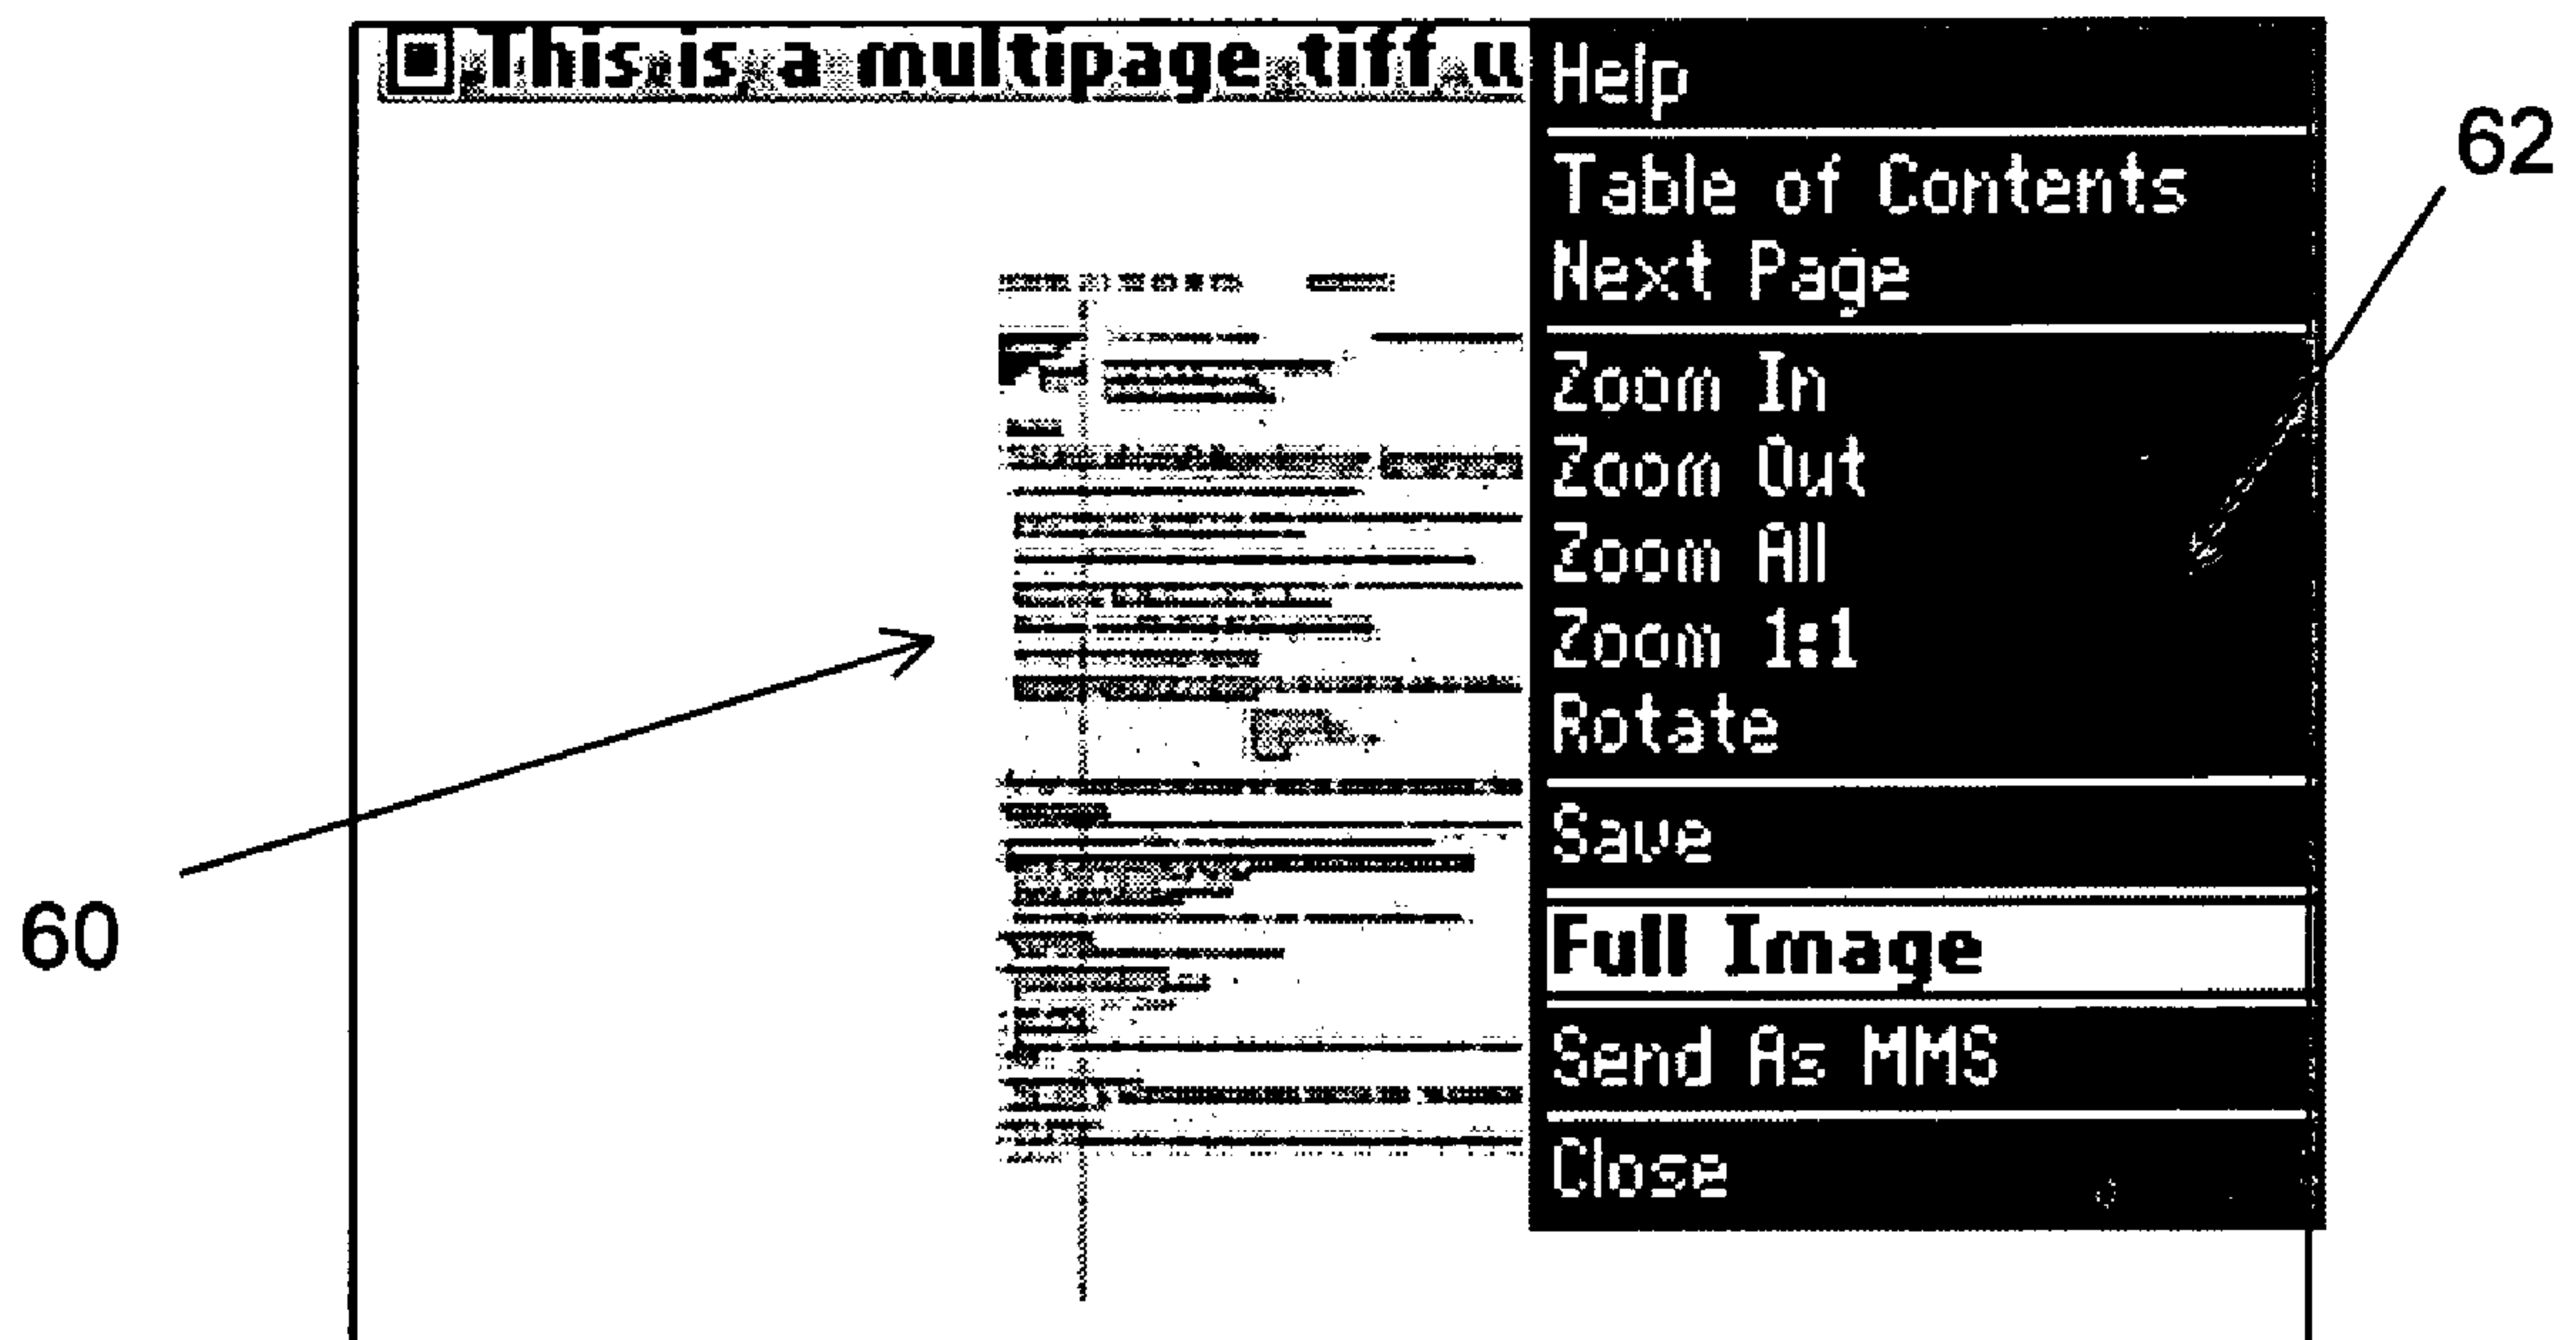 This is a multipage tiff u
Help
62
Table of Contents
Next Page
Zoom In
Zoom Out
Zoom All
Zoom 1:1
Rotate
Save
60
Full Image
Send As MMS
Close